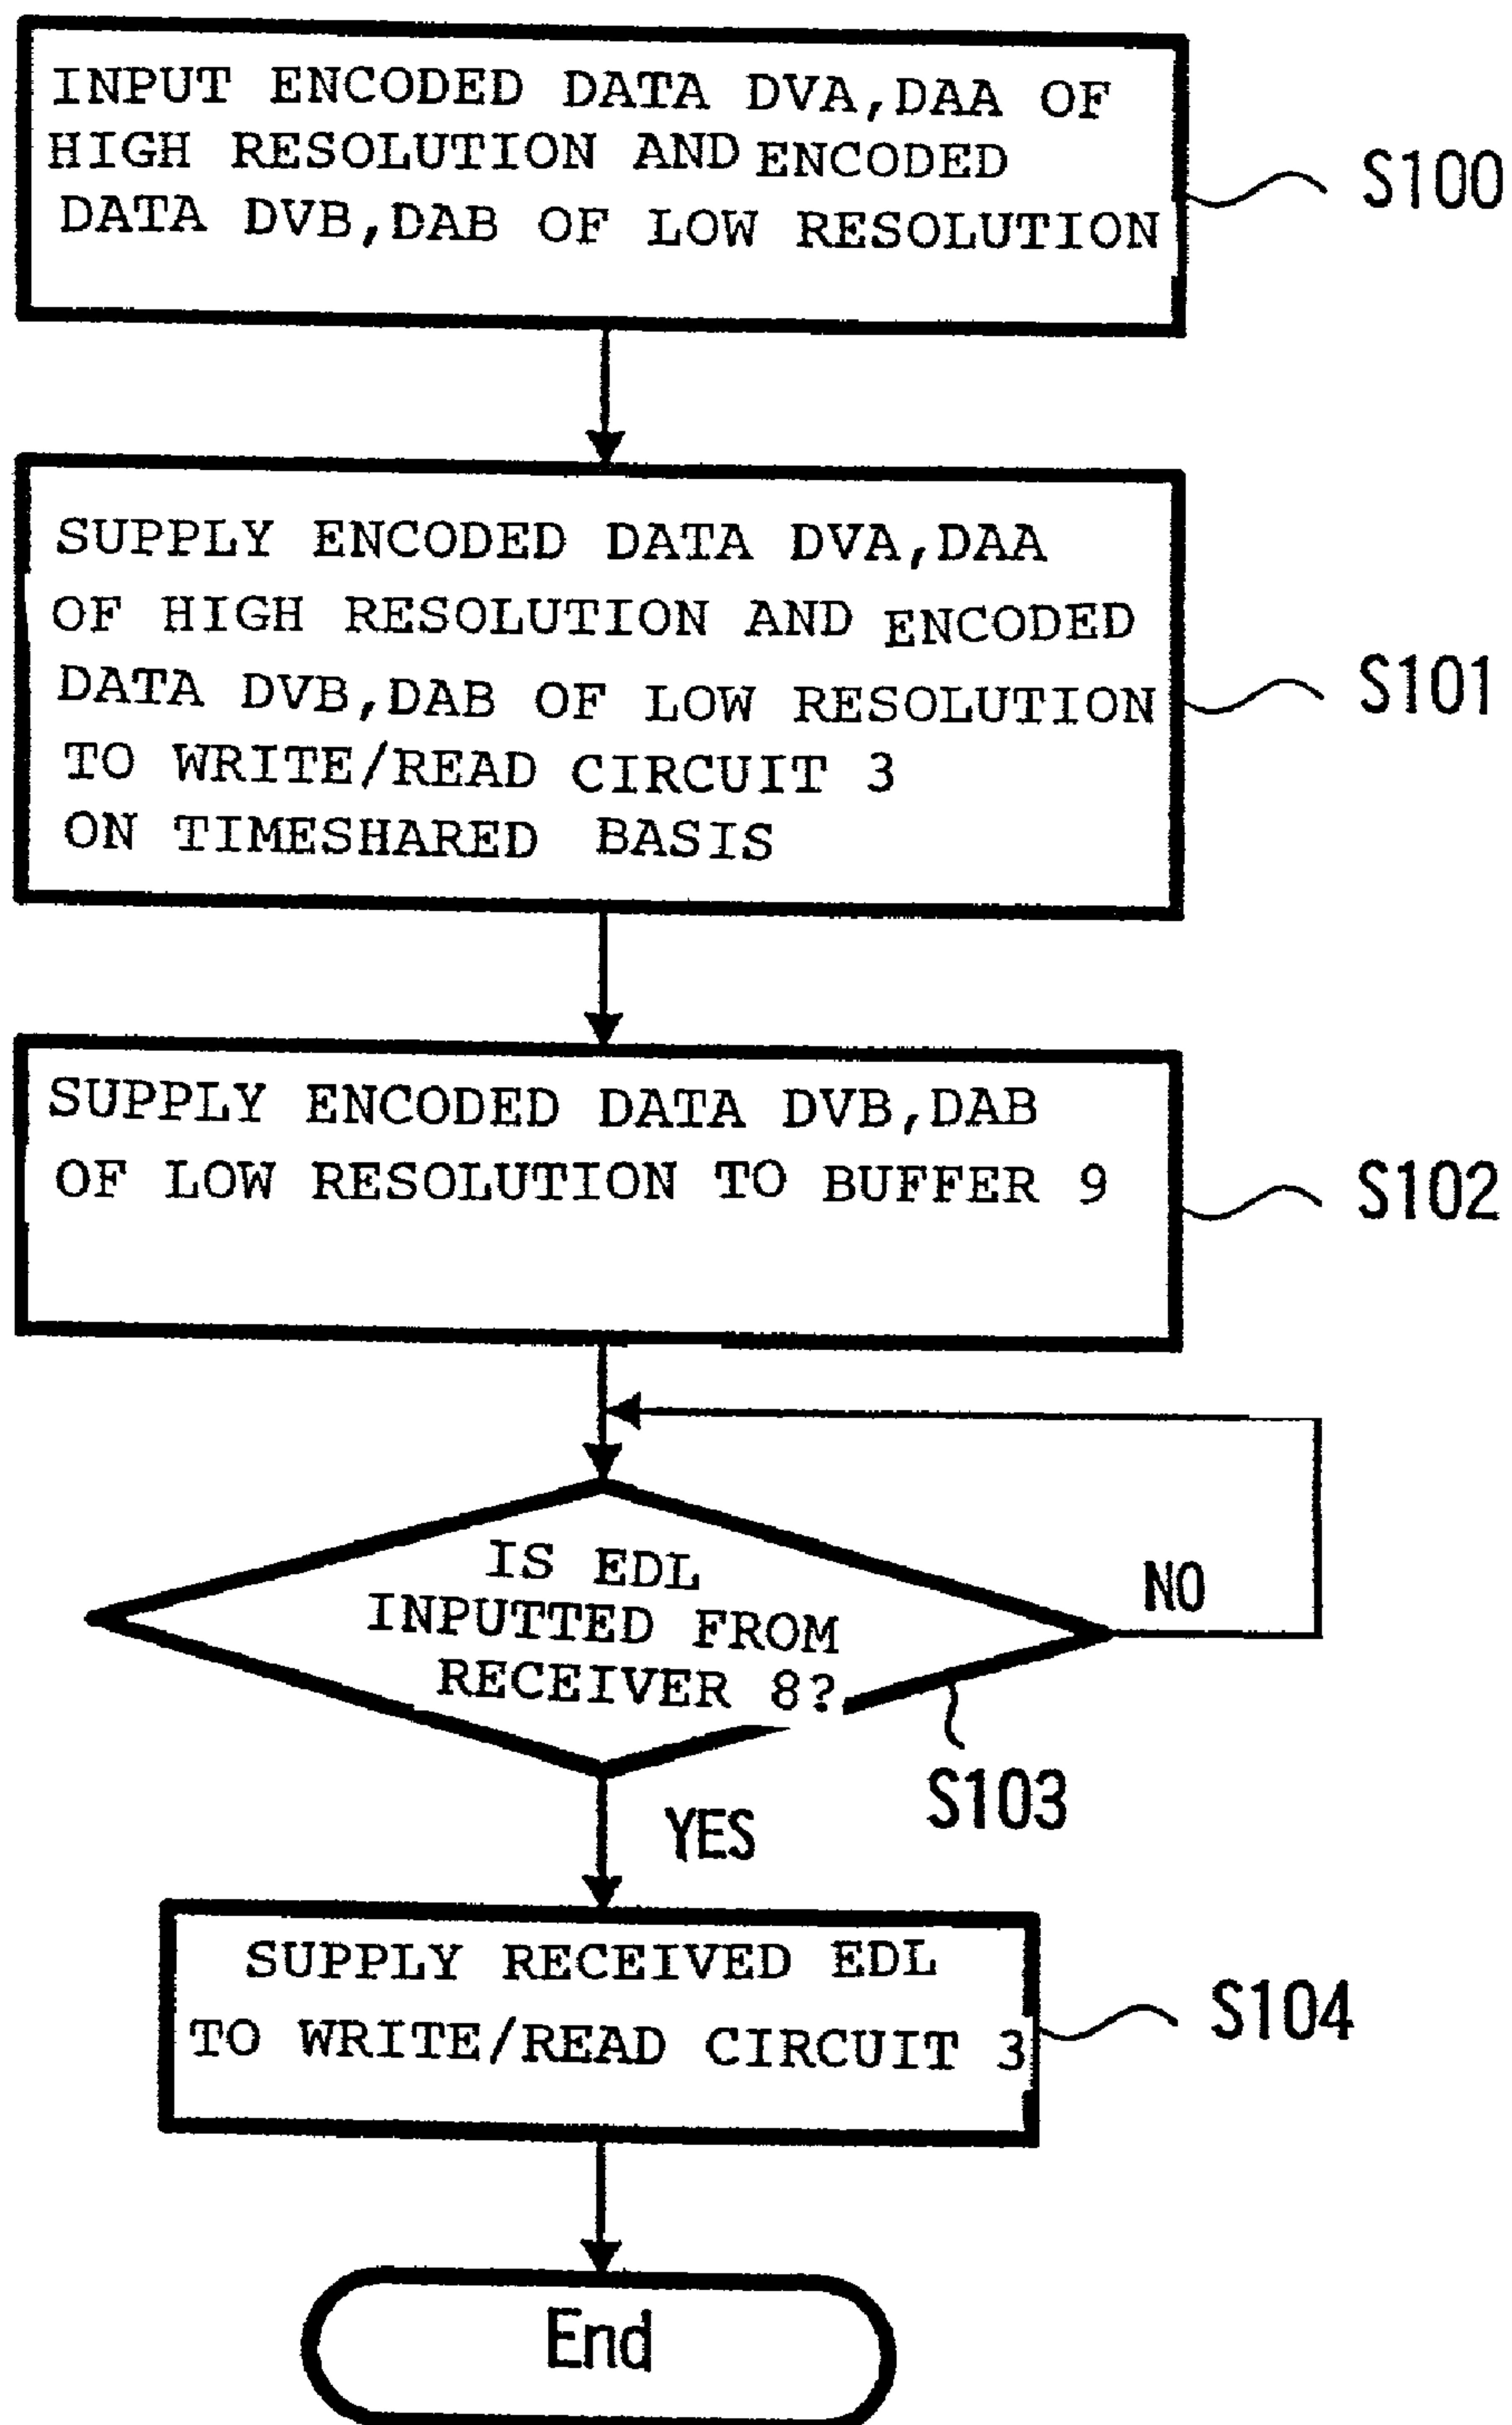 INPUT ENCODED DATA DVA,DAA OF
HIGH RESOLUTION AND ENCODED
DATA DVB,DAB OF LOW RESOLUTION
S100
SUPPLY ENCODED DATA DVA,DAA
OF HIGH RESOLUTION AND ENCODED
DATA DVB,DAB OF LOW RESOLUTION
TO WRITE/READ CIRCUIT 3
ON TIMESHARED BASIS
S101
SUPPLY ENCODED DATA DVB,DAB
OF LOW RESOLUTION TO BUFFER 9
S102
IS EDL
INPUTTED FROM
RECEIVER 8?
NO
S103
YES
SUPPLY RECEIVED EDL
TO WRITE/READ CIRCUIT 3
S104
End